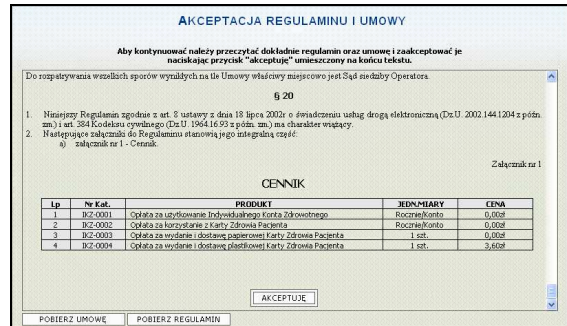 AKCEPTACJA REGULAMINU I UMOWY
Aby kontynuować należy przeczytać dokładnie regulamin oraz umowę i zaakceptować je
naciskając przycisk "akceptuję" umieszczony na końcu tekstu.
Do rozpatrywania wszelkich sporów wynikłych na tle Umowy właściwy miejscowo jest Sąd siedziby Operatora.
§ 20
1. Niniejszy Regulamin zgodnie z art. 8 ustawy z dnia 18 lipca 2002r o świadczeniu usług drogą elektroniczną (Dz.U. 2002.144.1204 z późn.
zm.) i art. 384 Kodeksu cywilnego (Dz.U. 1964.16.93 z późn. zm.) ma charakter wiążący.
2. Następujące załączniki do Regulaminu stanowią jego integralną część:
a) załącznik nr 1 - Cennik.
Załącznik nr 1
CENNIK
Lp Nr Kat. PRODUKT JEDN.MIARY CENA
1 IKZ-0001 Opłata za użytkowanie Indywidualnego Konta Zdrowotnego Rocznie/Konto 0,00zł
2 IKZ-0002 Opłata za korzystanie z Karty Zdrowia Pacjenta Rocznie/Konto 0,00zł
3 IKZ-0003 Opłata za wydanie i dostawę papierowej Karty Zdrowia Pacjenta 1 szt. 0,00zł
4 IKZ-0004 Opłata za wydanie i dostawę plastikowej Karty Zdrowia Pacjenta 1 szt. 3,60zł
AKCEPTUJĘ
POBIERZ UMOWĘ POBIERZ REGULAMIN